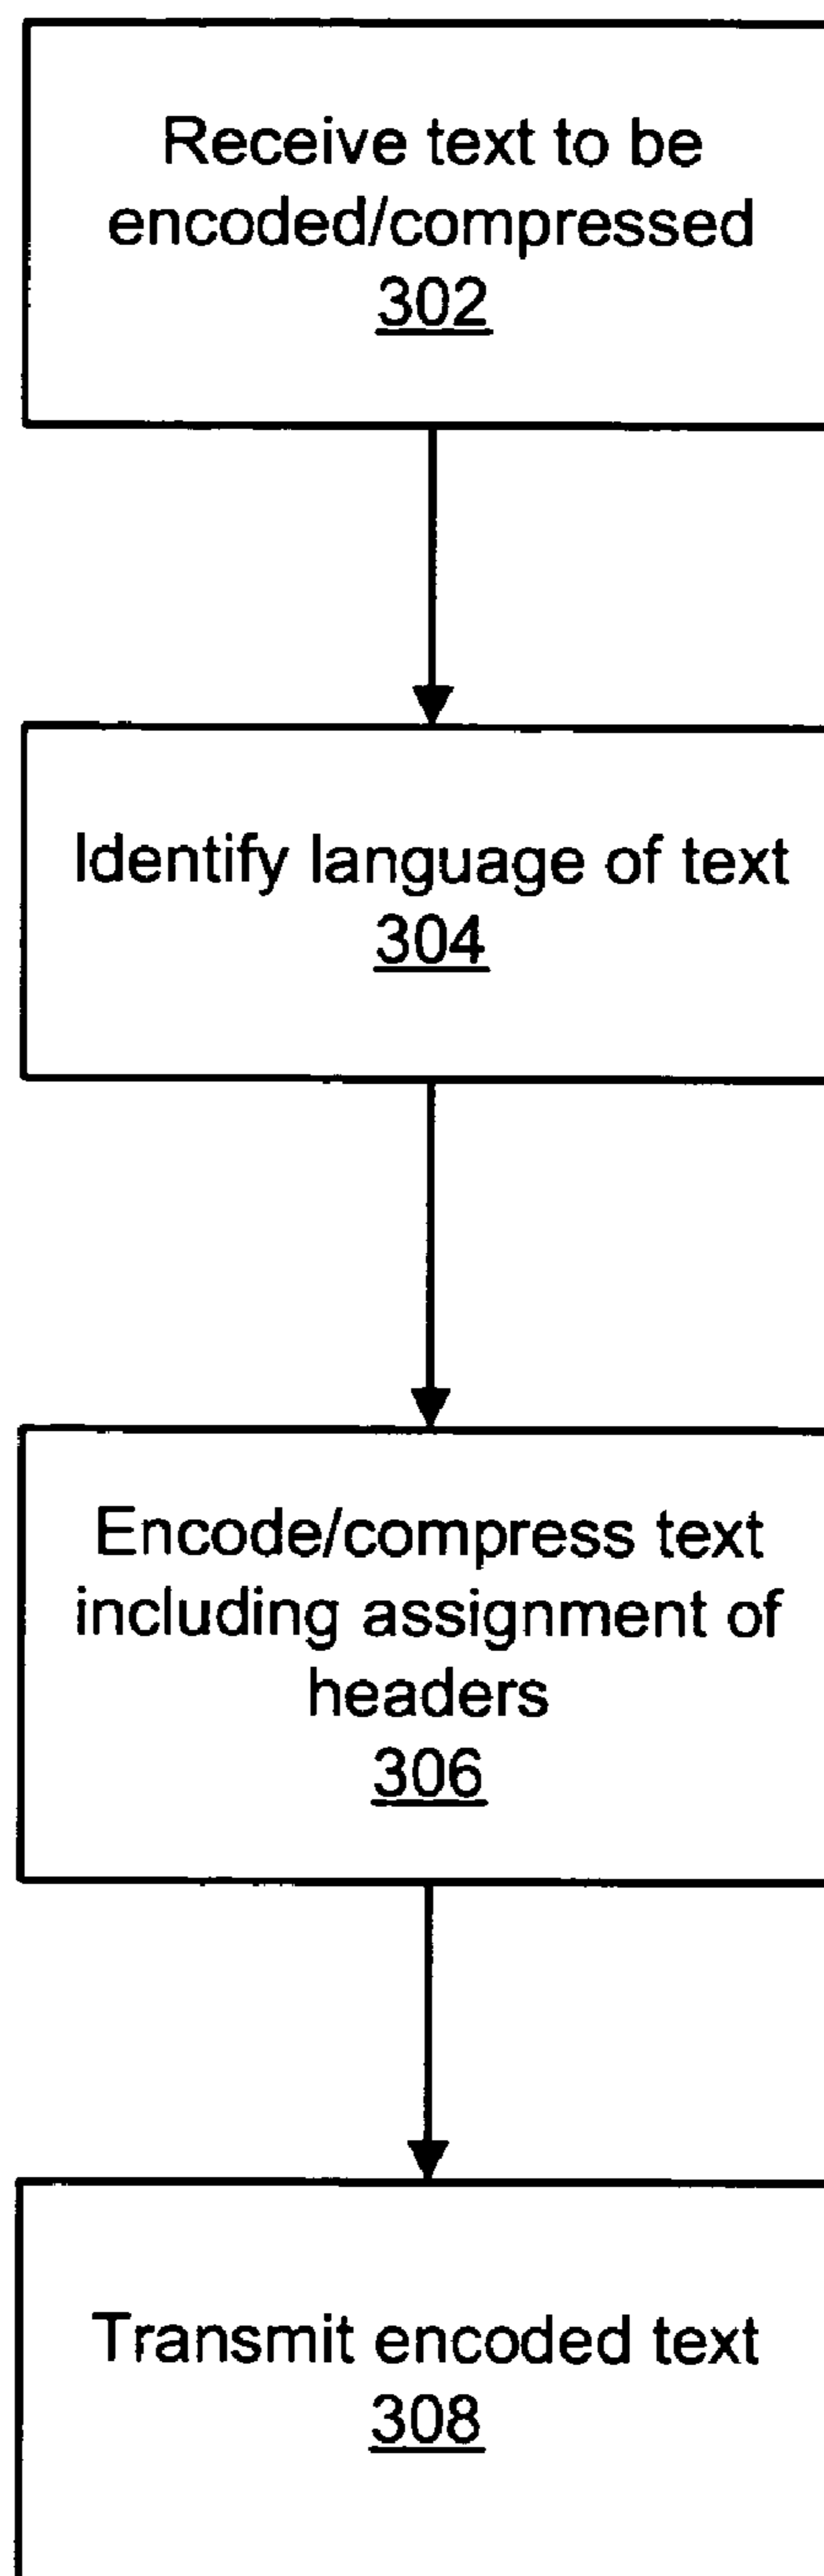 Receive text to be
encoded/compressed
302
Identify language of text
304
Encode/compress text
including assignment of
headers
306
Transmit encoded text
308